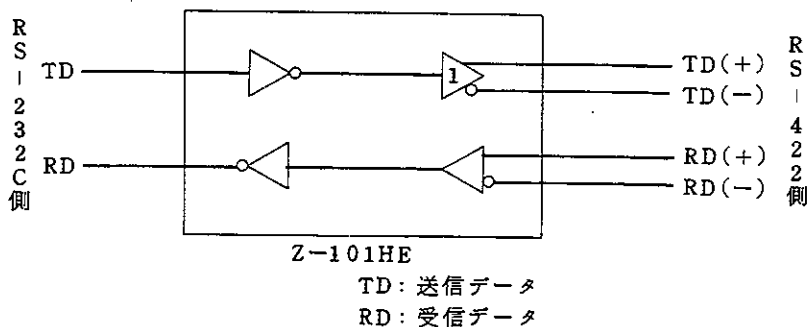 RS-232C側
TD
RD
1
TD(+)
TD(-)
RD(+)
RD(-)
RS-422側
Z-101HE
TD: 送信データ
RD: 受信データ